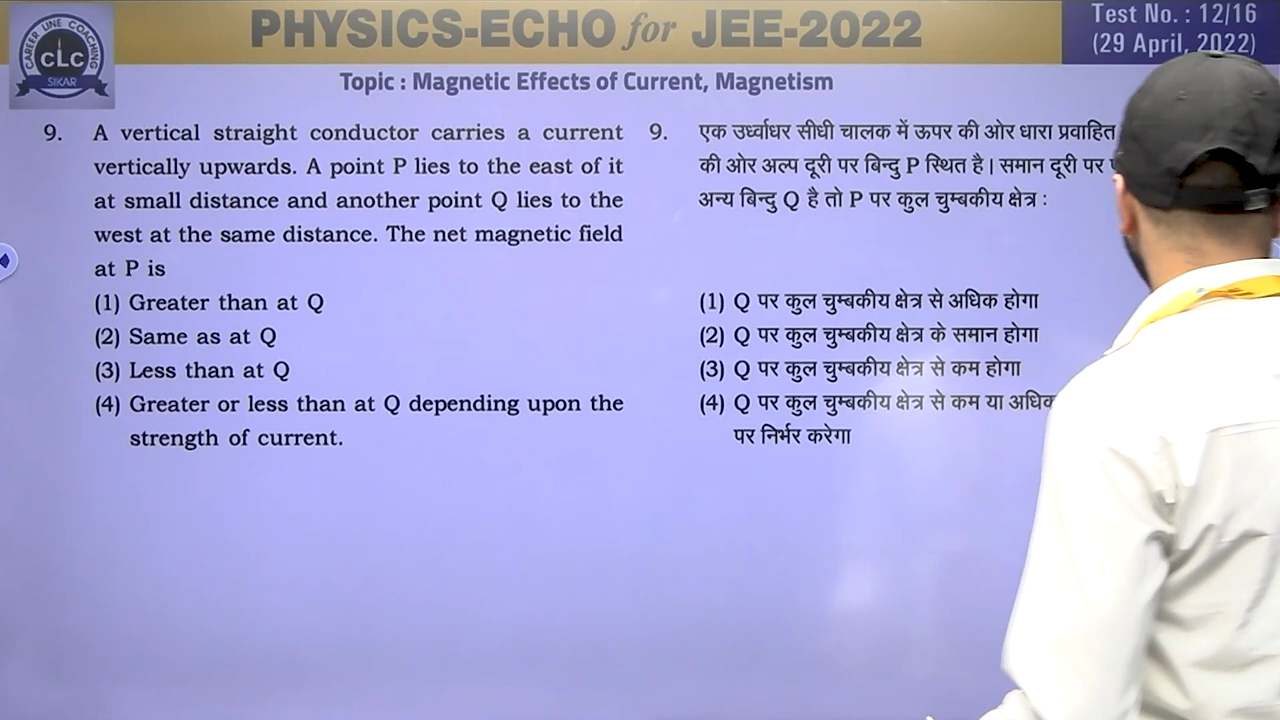 PHYSICS-ECHO for JEE-2022
Test No. : 12/16
(29 April, 2022)
CAREER LINE COACHING
CLC
SIKAR
Topic : Magnetic Effects of Current, Magnetism
9. A vertical straight conductor carries a current
vertically upwards. A point P lies to the east of it
at small distance and another point Q lies to the
west at the same distance. The net magnetic field
at P is
(1) Greater than at Q
(2) Same as at Q
(3) Less than at Q
(4) Greater or less than at Q depending upon the
strength of current.
9. एक उर्ध्वाधर सीधी चालक में ऊपर की ओर धारा प्रवाहित
की ओर अल्प दूरी पर बिन्दु P स्थित है। समान दूरी पर
अन्य बिन्दु Q है तो P पर कुल चुम्बकीय क्षेत्र :
(1) Q पर कुल चुम्बकीय क्षेत्र से अधिक होगा
(2) Q पर कुल चुम्बकीय क्षेत्र के समान होगा
(3) Q पर कुल चुम्बकीय क्षेत्र से कम होगा
(4) Q पर कुल चुम्बकीय क्षेत्र से कम या अधिक
पर निर्भर करेगा